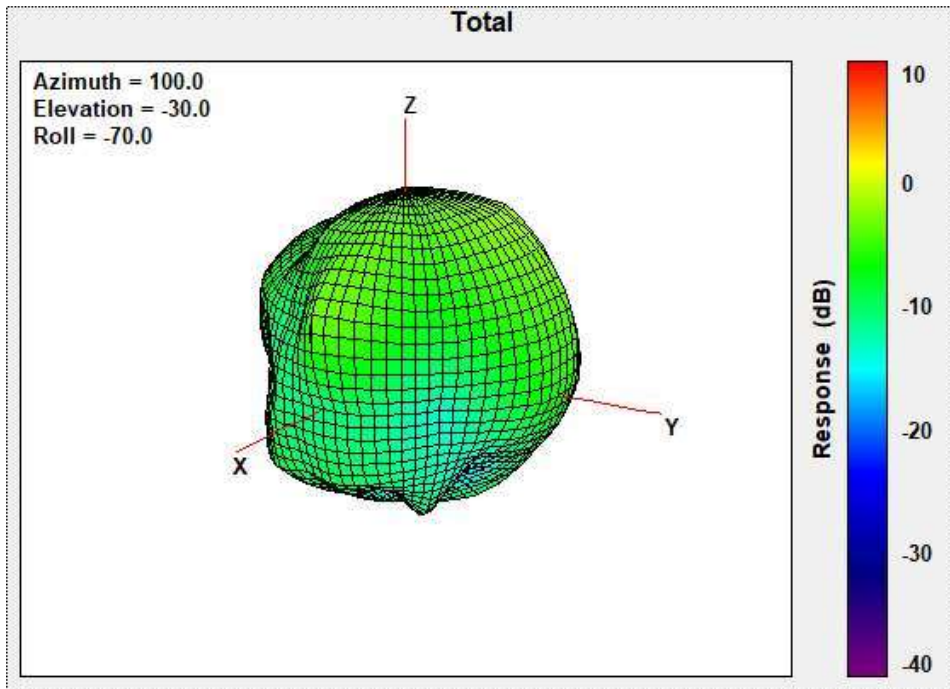 Total
Azimuth = 100.0
Elevation = -30.0
Roll = -70.0
Z
Y
X
10
0
-10
-20
-30
-40
Response (dB)